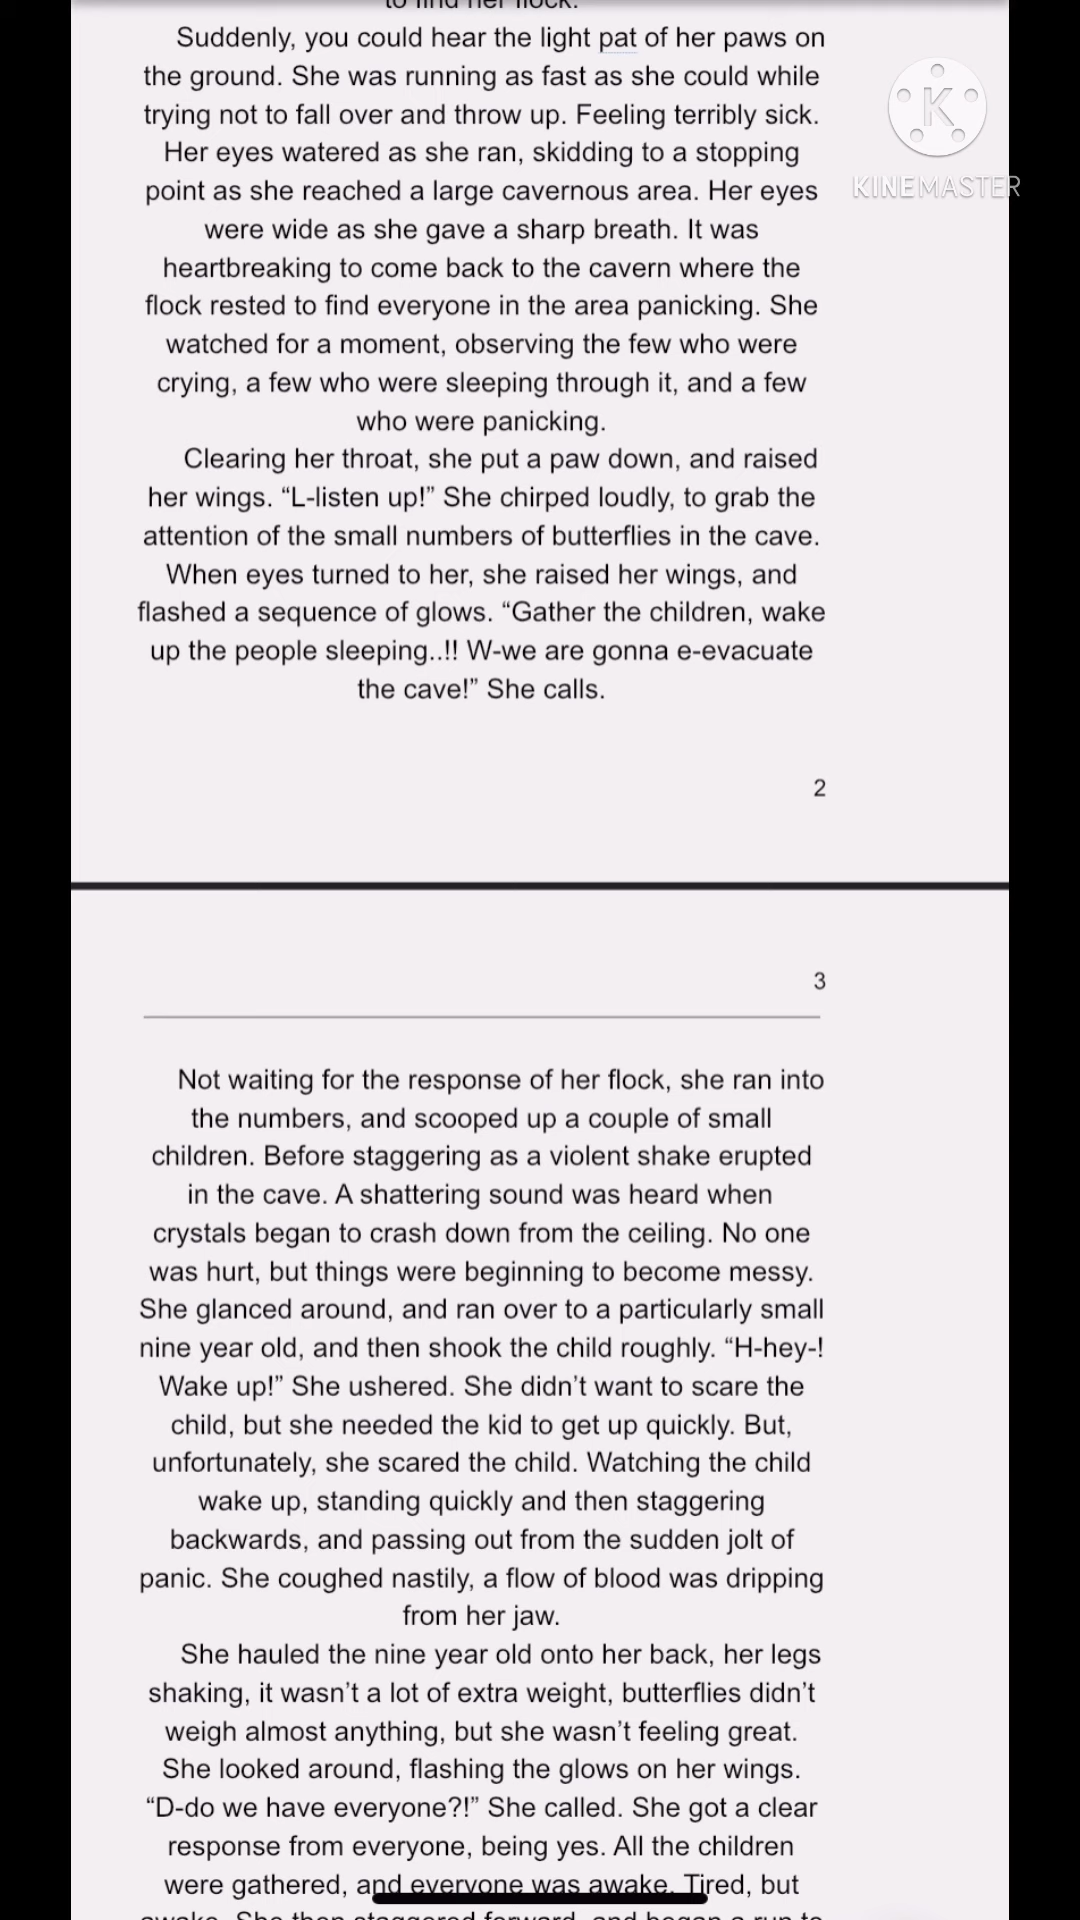 to find her flock.
Suddenly, you could hear the light pat of her paws on
the ground. She was running as fast as she could while
trying not to fall over and throw up. Feeling terribly sick.
Her eyes watered as she ran, skidding to a stopping
point as she reached a large cavernous area. Her eyes
were wide as she gave a sharp breath. It was
heartbreaking to come back to the cavern where the
flock rested to find everyone in the area panicking. She
watched for a moment, observing the few who were
crying, a few who were sleeping through it, and a few
who were panicking.
Clearing her throat, she put a paw down, and raised
her wings. “L-listen up!” She chirped loudly, to grab the
attention of the small numbers of butterflies in the cave.
When eyes turned to her, she raised her wings, and
flashed a sequence of glows. “Gather the children, wake
up the people sleeping..!! W-we are gonna e-evacuate
the cave!” She calls.
2
3
Not waiting for the response of her flock, she ran into
the numbers, and scooped up a couple of small
children. Before staggering as a violent shake erupted
in the cave. A shattering sound was heard when
crystals began to crash down from the ceiling. No one
was hurt, but things were beginning to become messy.
She glanced around, and ran over to a particularly small
nine year old, and then shook the child roughly. “H-hey-!
Wake up!” She ushered. She didn’t want to scare the
child, but she needed the kid to get up quickly. But,
unfortunately, she scared the child. Watching the child
wake up, standing quickly and then staggering
backwards, and passing out from the sudden jolt of
panic. She coughed nastily, a flow of blood was dripping
from her jaw.
She hauled the nine year old onto her back, her legs
shaking, it wasn’t a lot of extra weight, butterflies didn’t
weigh almost anything, but she wasn’t feeling great.
She looked around, flashing the glows on her wings.
“D-do we have everyone?!” She called. She got a clear
response from everyone, being yes. All the children
were gathered, and everyone was awake. Tired, but
awake. She then staggered forward, and began a run to
K
KINEMASTER